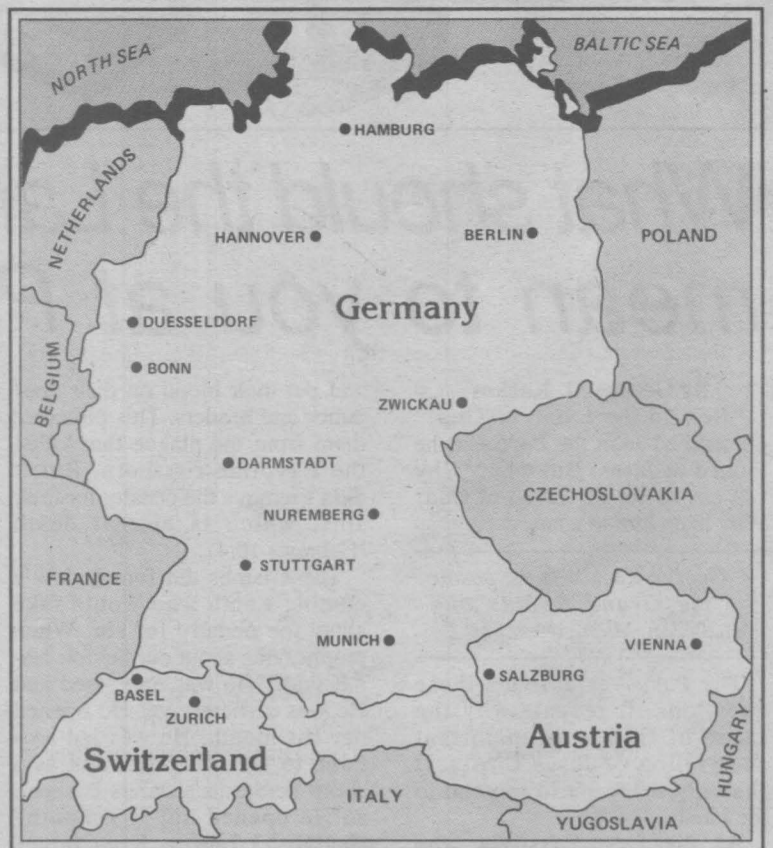 NORTH SEA
BALTIC SEA
HAMBURG
NETHERLANDS
HANNOVER
BERLIN
POLAND
Germany
DUESSELDORF
BELGIUM
BONN
ZWICKAU
DARMSTADT
CZECHOSLOVAKIA
NUREMBERG
FRANCE
STUTTGART
MUNICH
VIENNA
BASEL
SALZBURG
ZURICH
Switzerland
Austria
HUNGARY
ITALY
YUGOSLAVIA